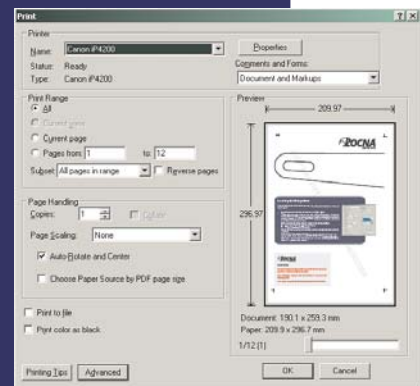 Print
Printer
Name: Canon iP4200
Properties
Status: Ready
Comments and Forms:
Type: Canon iP4200
Document and Markups
Print Range
All
Current view
Current page
Pages from: 1 to: 12
Subset: All pages in range
Reverse pages
Page Handling
Copies: 1
Collate
Page Scaling: None
Auto-Rotate and Center
Choose Paper Source by PDF page size
Print to file
Print color as black
Preview
209.97
296.97
ROCNA
ROCNA
Document: 190.1 x 259.3 mm
Paper: 209.9 x 296.7 mm
1/12 (1)
Printing Tips
Advanced
OK
Cancel